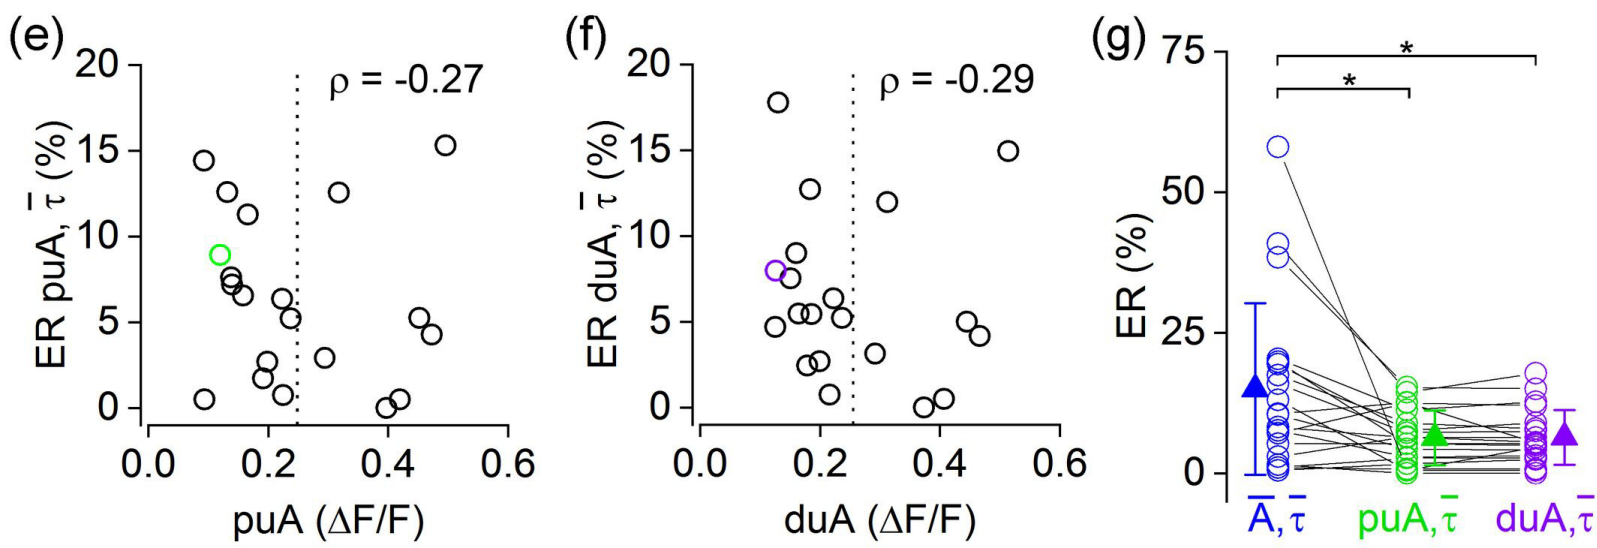 (e)
ρ = -0.27
20
15
10
5
0
ER puA, τ̅ (%)
0.0 0.2 0.4 0.6
puA (ΔF/F)
(f)
ρ = -0.29
20
15
10
5
0
ER duA, τ̅ (%)
0.0 0.2 0.4 0.6
duA (ΔF/F)
(g)
*
*
75
50
25
0
ER (%)
A̅, τ̅ puA, τ̅ duA, τ̅